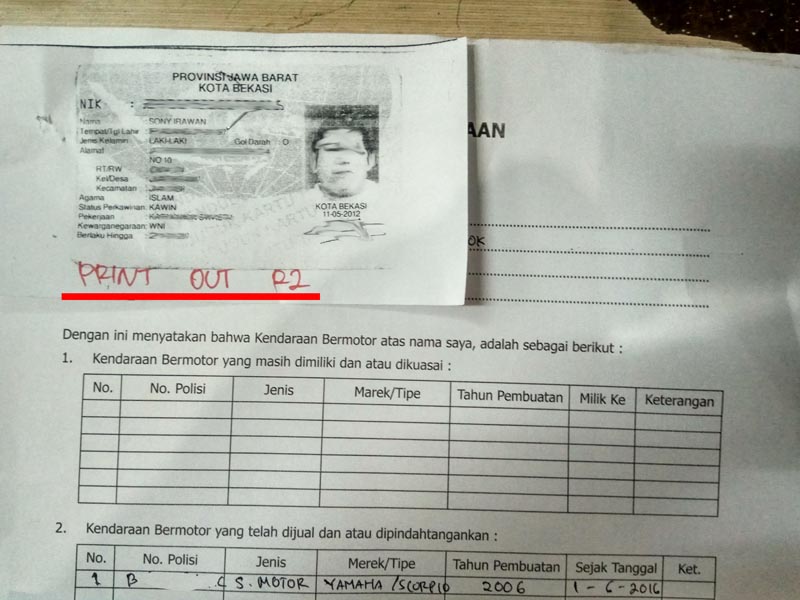 PROVINSI JAWA BARAT
KOTA BEKASI
NIK :
Nama : SONY IRAWAN
Tempat/Tgl Lahir :
Jenis Kelamin : LAKI-LAKI Gol Darah : O
Alamat :
NO 10
RT/RW :
Kel/Desa :
Kecamatan :
Agama : ISLAM
Status Perkawinan: KAWIN
Pekerjaan :
Kewarganegaraan: WNI
Berlaku Hingga :
KOTA BEKASI
11-05-2012
PRINT OUT R2
AAN
OK
Dengan ini menyatakan bahwa Kendaraan Bermotor atas nama saya, adalah sebagai berikut :
1. Kendaraan Bermotor yang masih dimiliki dan atau dikuasai :
No. No. Polisi Jenis Marek/Tipe Tahun Pembuatan Milik Ke Keterangan
2. Kendaraan Bermotor yang telah dijual dan atau dipindahtangankan :
No. No. Polisi Jenis Merek/Tipe Tahun Pembuatan Sejak Tanggal Ket.
1 B C S. MOTOR YAMAHA/SCORPIO 2006 1-6-2016